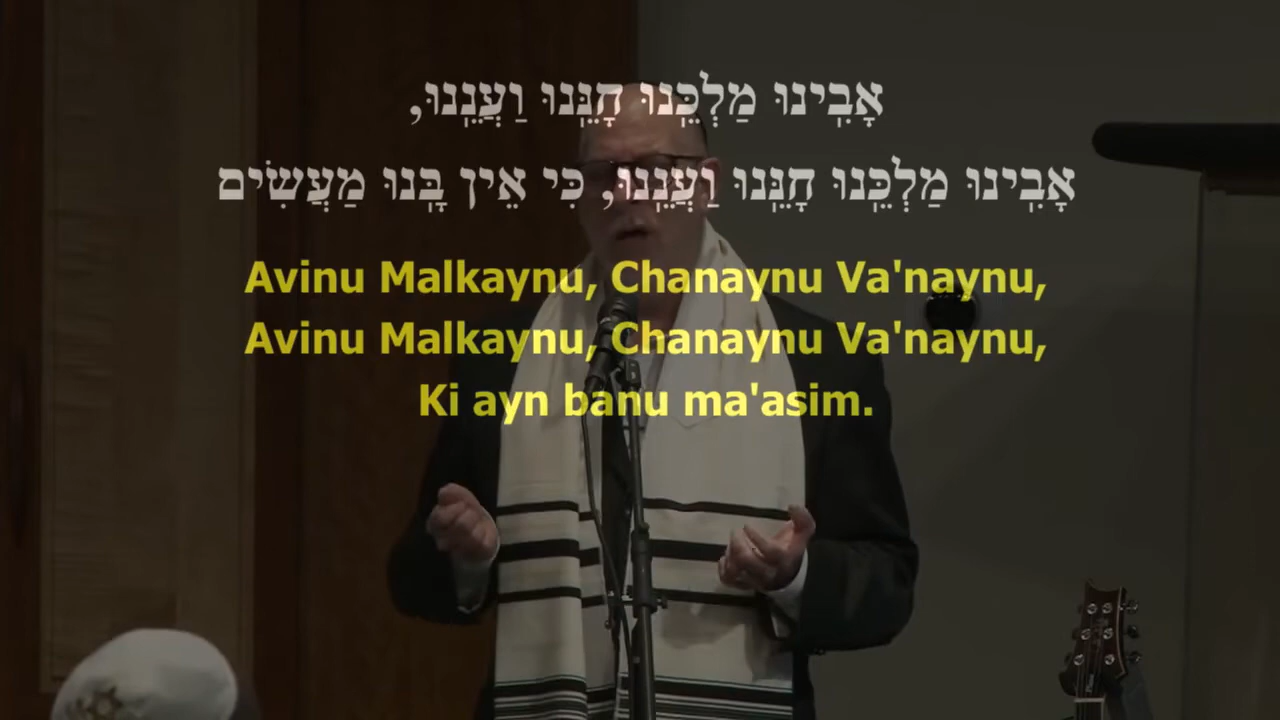 אָבִֽינוּ מַלְכֵּֽנוּ חָנֵּֽנוּ וַעֲנֵֽנוּ,
אָבִֽינוּ מַלְכֵּֽנוּ חָנֵּֽנוּ וַעֲנֵֽנוּ, כִּי אֵין בָּֽנוּ מַעֲשִׂים
Avinu Malkaynu, Chanaynu Va'naynu,
Avinu Malkaynu, Chanaynu Va'naynu,
Ki ayn banu ma'asim.